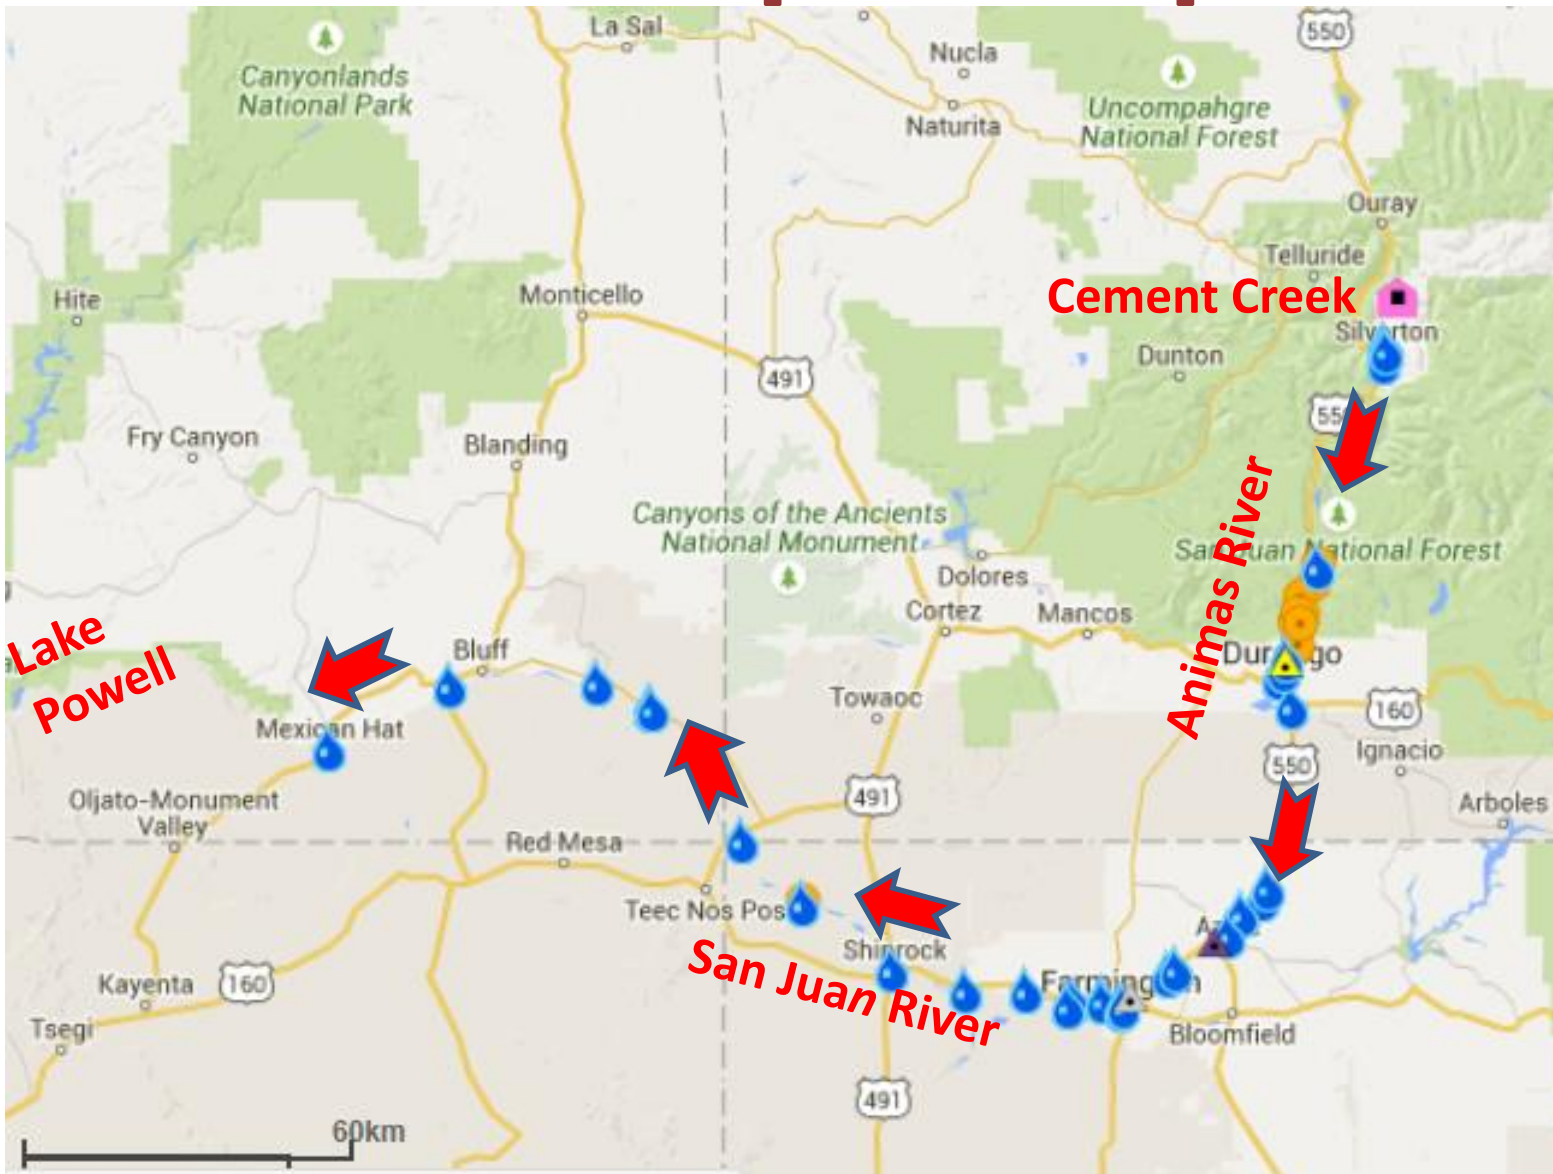 550
La Sal
Nucla
Canyonlands
National Park
Uncompahgre
National Forest
Naturita
Ouray
Telluride
Hite
Monticello
Cement Creek
Silverton
Dunton
491
550
Fry Canyon
Blanding
Canyons of the Ancients
National Monument
San Juan National Forest
Animas River
Dolores
Cortez
Mancos
Lake
Powell
Bluff
Durango
Towaoc
160
Mexican Hat
Ignacio
550
Oljato-Monument
Valley
491
Arboles
Red Mesa
Teec Nos Pos
Shiprock
San Juan River
Kayenta
160
Farmington
Tsegi
Bloomfield
491
60km